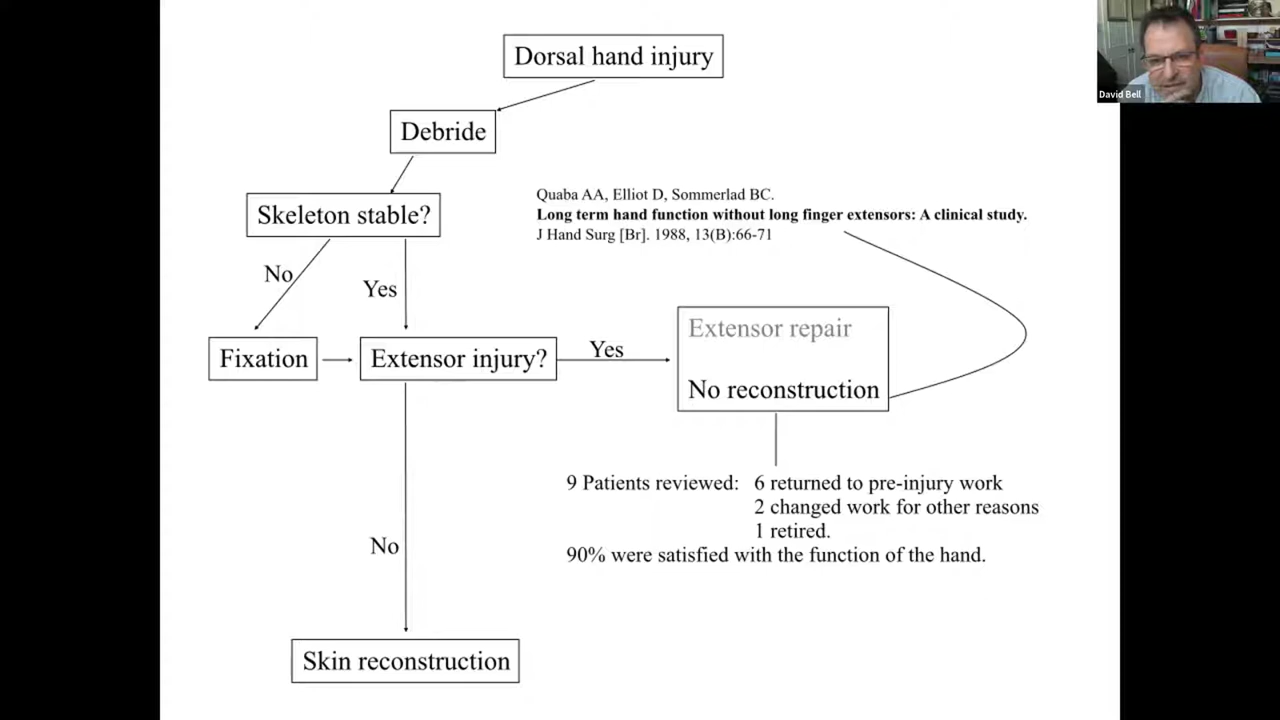 Dorsal hand injury
David Bell
Debride
Quaba AA, Elliot D, Sommerlad BC.
Long term hand function without long finger extensors: A clinical study.
J Hand Surg [Br]. 1988, 13(B):66-71
Skeleton stable?
No
Yes
Fixation
Extensor injury?
Yes
Extensor repair
No reconstruction
9 Patients reviewed: 6 returned to pre-injury work
2 changed work for other reasons
1 retired.
90% were satisfied with the function of the hand.
No
Skin reconstruction